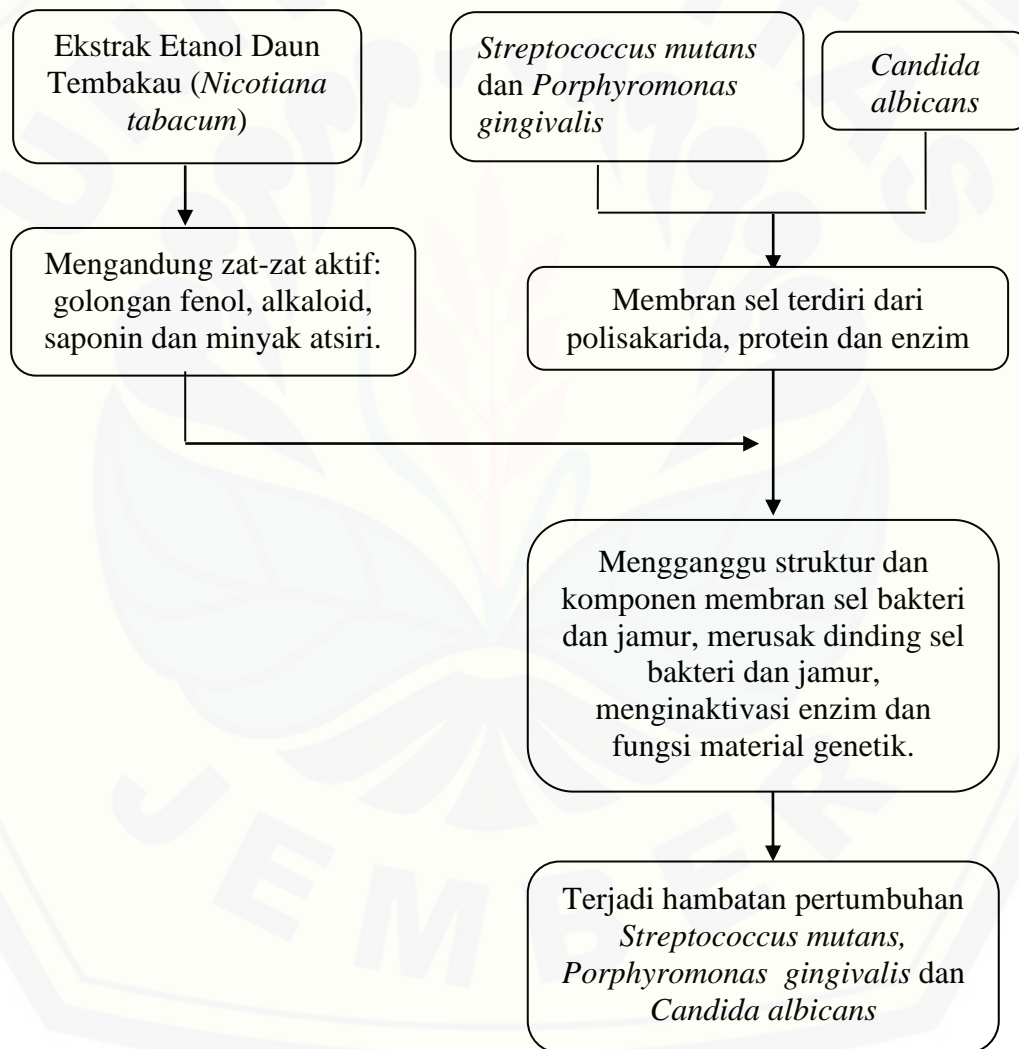 Ekstrak Etanol Daun
Tembakau (Nicotiana
tabacum)
Streptococcus mutans
dan Porphyromonas
gingivalis
Candida
albicans
Mengandung zat-zat aktif:
golongan fenol, alkaloid,
saponin dan minyak atsiri.
Membran sel terdiri dari
polisakarida, protein dan enzim
Mengganggu struktur dan
komponen membran sel bakteri
dan jamur, merusak dinding sel
bakteri dan jamur,
menginaktivasi enzim dan
fungsi material genetik.
Terjadi hambatan pertumbuhan
Streptococcus mutans,
Porphyromonas gingivalis dan
Candida albicans
JEMBER